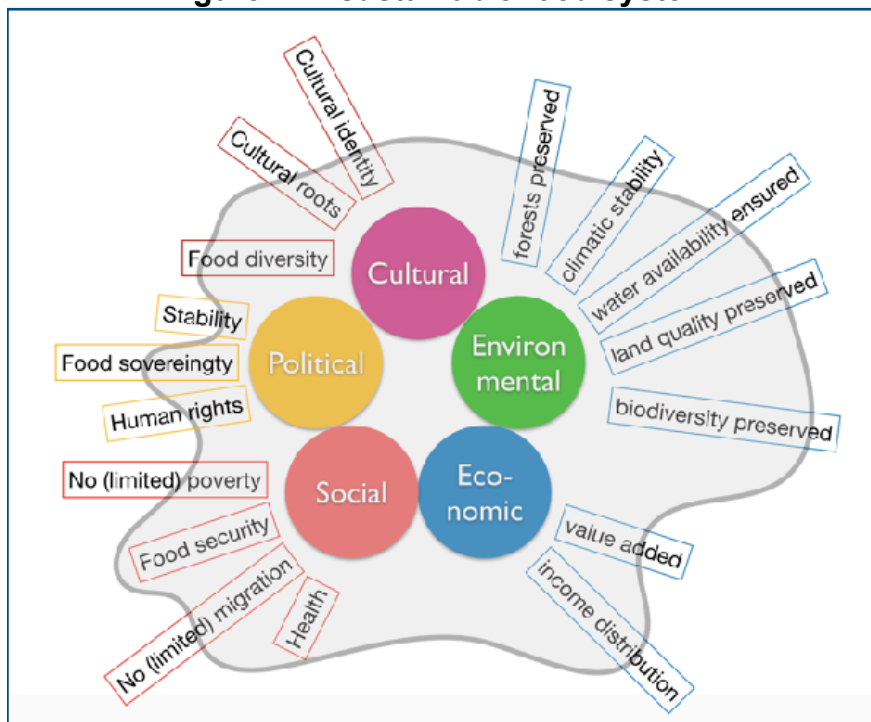 Cultural identity
Cultural roots
Food diversity
Stability
Food sovereingty
Human rights
No (limited) poverty
Food security
No (limited) migration
Health
Cultural
Political
Environ
mental
Social
Eco-
nomic
forests preserved
climatic stability
water availability ensured
land quality preserved
biodiversity preserved
value added
income distribution